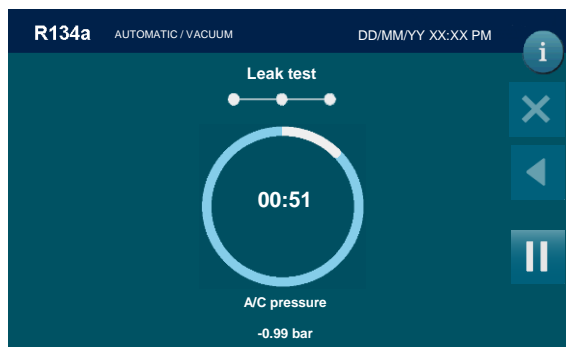 R134a AUTOMATIC / VACUUM DD/MM/YY XX:XX PM
i
Leak test
00:51
A/C pressure
-0.99 bar